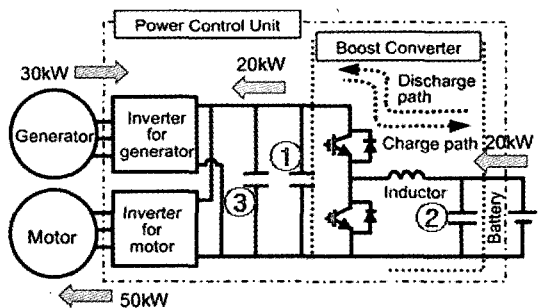 Power Control Unit
20kW
Boost Converter
30kW
Discharge
path
Generator
Inverter
for
generator
①
Charge path
20kW
③
Inductor
②
Battery
Motor
Inverter
for
motor
50kW